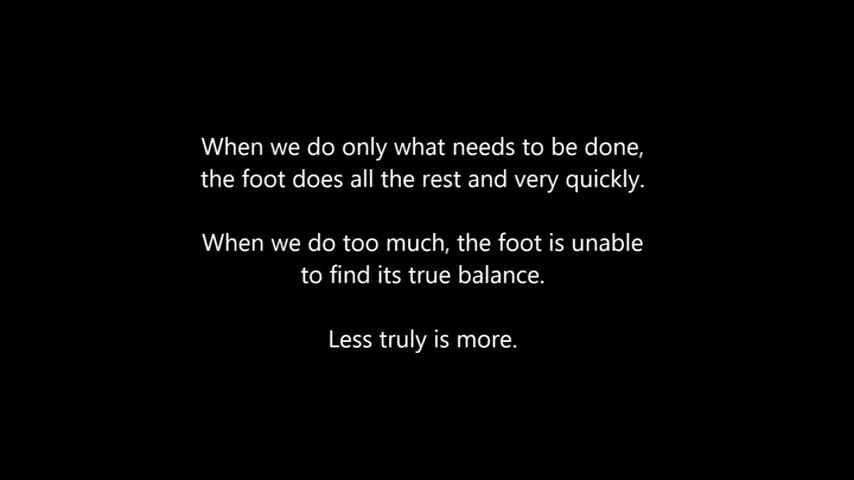 When we do only what needs to be done,
the foot does all the rest and very quickly.
When we do too much, the foot is unable
to find its true balance.
Less truly is more.